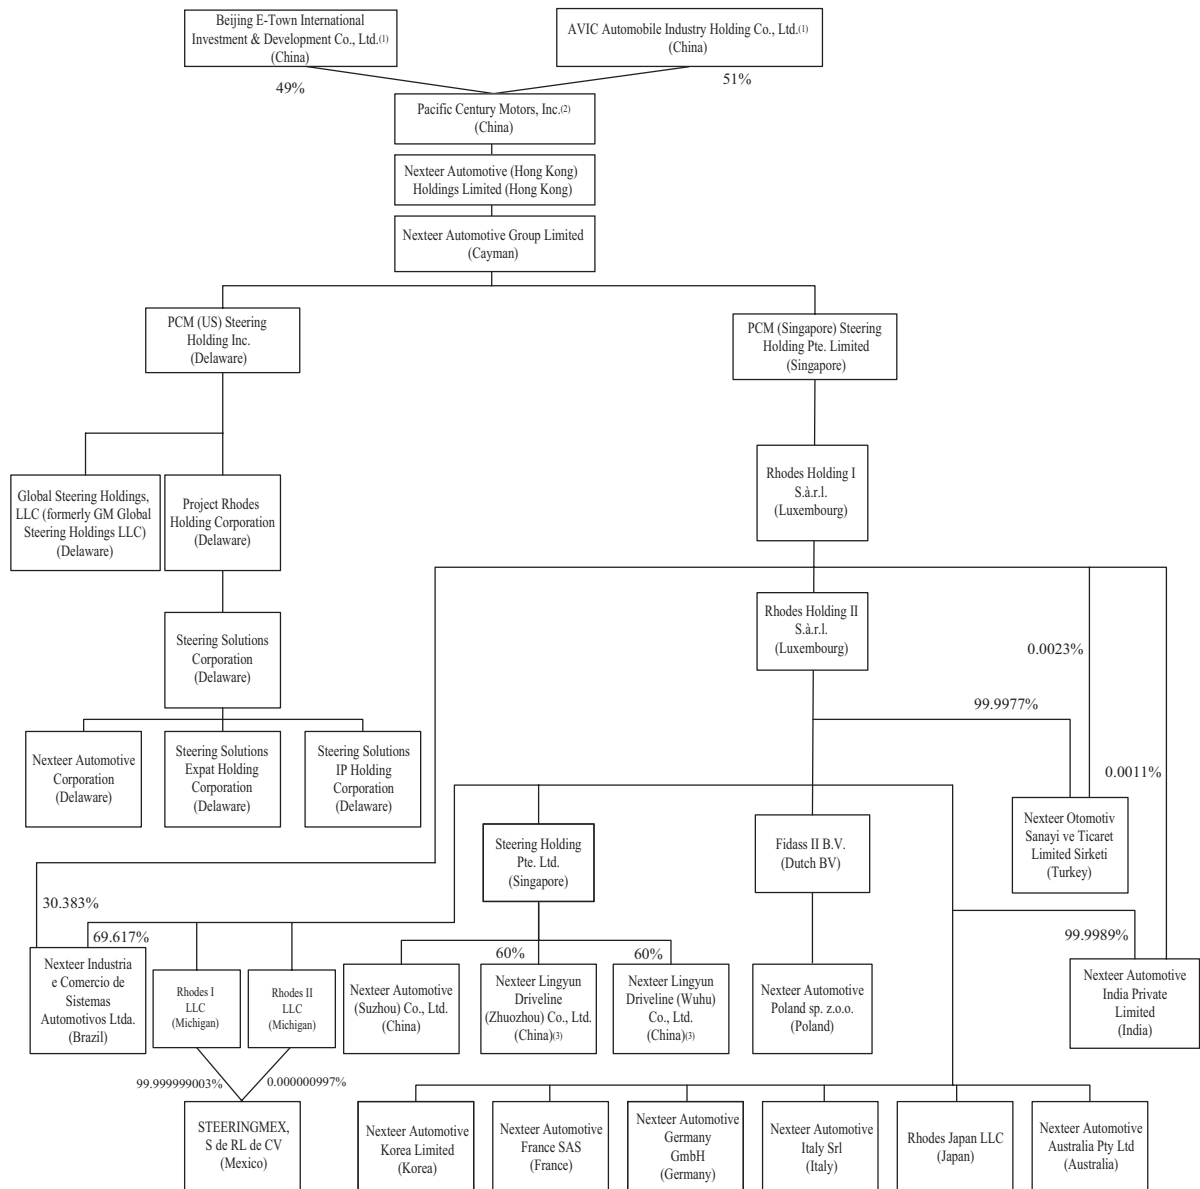 Beijing E-Town International
Investment & Development Co., Ltd.(1)
(China)
AVIC Automobile Industry Holding Co., Ltd.(1)
(China)
49%
51%
Pacific Century Motors, Inc.(2)
(China)
Nexteer Automotive (Hong Kong)
Holdings Limited (Hong Kong)
Nexteer Automotive Group Limited
(Cayman)
PCM (US) Steering
Holding Inc.
(Delaware)
PCM (Singapore) Steering
Holding Pte. Limited
(Singapore)
Global Steering Holdings,
LLC (formerly GM Global
Steering Holdings LLC)
(Delaware)
Project Rhodes
Holding Corporation
(Delaware)
Rhodes Holding I
S.à.r.l.
(Luxembourg)
Steering Solutions
Corporation
(Delaware)
Rhodes Holding II
S.à.r.l.
(Luxembourg)
0.0023%
99.9977%
Nexteer Automotive
Corporation
(Delaware)
Steering Solutions
Expat Holding
Corporation
(Delaware)
Steering Solutions
IP Holding
Corporation
(Delaware)
0.0011%
Steering Holding
Pte. Ltd.
(Singapore)
Fidass II B.V.
(Dutch BV)
Nexteer Otomotiv
Sanayi ve Ticaret
Limited Sirketi
(Turkey)
30.383%
69.617%
60%
60%
99.9989%
Nexteer Industria
e Comercio de
Sistemas
Automotivos Ltda.
(Brazil)
Rhodes I
LLC
(Michigan)
Rhodes II
LLC
(Michigan)
Nexteer Automotive
(Suzhou) Co., Ltd.
(China)
Nexteer Lingyun
Driveline
(Zhuozhou) Co., Ltd.
(China)(3)
Nexteer Lingyun
Driveline (Wuhu)
Co., Ltd.
(China)(3)
Nexteer Automotive
Poland sp. z.o.o.
(Poland)
Nexteer Automotive
India Private
Limited
(India)
99.999999003%
0.000000997%
STEERINGMEX,
S de RL de CV
(Mexico)
Nexteer Automotive
Korea Limited
(Korea)
Nexteer Automotive
France SAS
(France)
Nexteer Automotive
Germany
GmbH
(Germany)
Nexteer Automotive
Italy Srl
(Italy)
Rhodes Japan LLC
(Japan)
Nexteer Automotive
Australia Pty Ltd
(Australia)